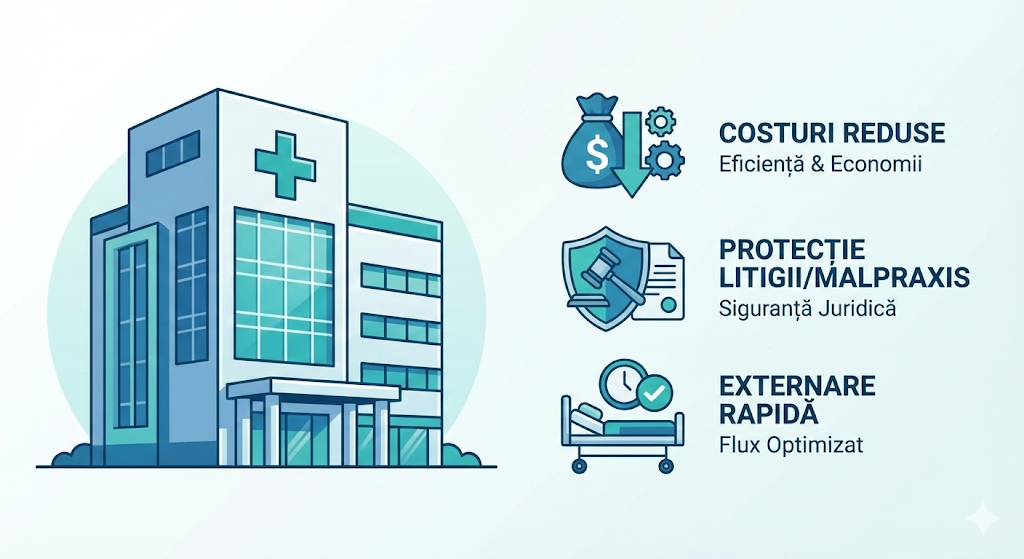 $
COSTURI REDUSE
Eficiență & Economii
PROTECȚIE
LITIGII/MALPRAXIS
Siguranță Juridică
EXTERNARE
RAPIDĂ
Flux Optimizat